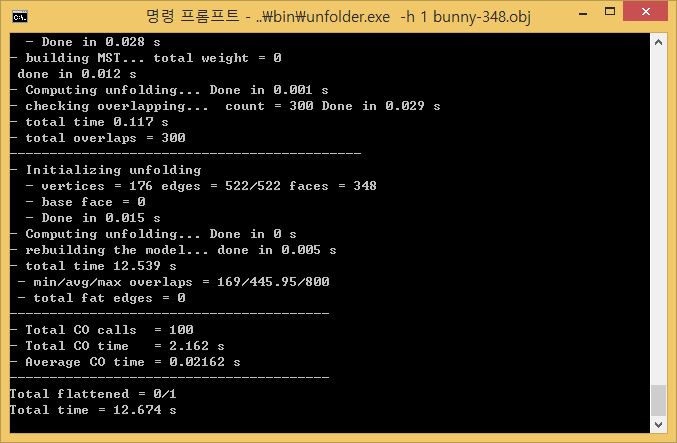 명령 프롬프트 - ..₩bin₩unfolder.exe -h 1 bunny-348.obj
- Done in 0.028 s
- building MST... total weight = 0
done in 0.012 s
- Computing unfolding... Done in 0.001 s
- checking overlapping... count = 300 Done in 0.029 s
- total time 0.117 s
- total overlaps = 300
--------------------------------------------
- Initializing unfolding
- vertices = 176 edges = 522/522 faces = 348
- base face = 0
- Done in 0.015 s
- Computing unfolding... Done in 0 s
- rebuilding the model... done in 0.005 s
- total time 12.539 s
- min/avg/max overlaps = 169/445.95/800
- total fat edges = 0
----------------------------------------
- Total CO calls = 100
- Total CO time = 2.162 s
- Average CO time = 0.02162 s
----------------------------------------
Total flattened = 0/1
Total time = 12.674 s